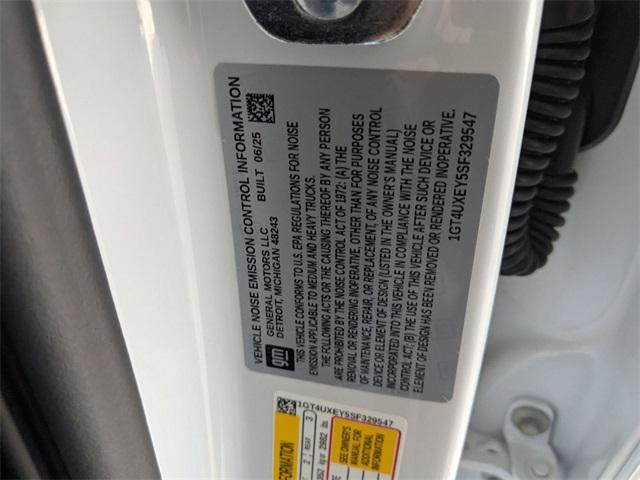 VEHICLE NOISE EMISSION CONTROL INFORMATION
GENERAL MOTORS LLC BUILT 06/25
DETROIT, MICHIGAN 48243
gm
THIS VEHICLE CONFORMS TO U.S. EPA REGULATIONS FOR NOISE
EMISSION APPLICABLE TO MEDIUM AND HEAVY TRUCKS.
THE FOLLOWING ACTS OR THE CAUSING THEREOF BY ANY PERSON
ARE PROHIBITED BY THE NOISE CONTROL ACT OF 1972: (A) THE
REMOVAL OR RENDERING INOPERATIVE, OTHER THAN FOR PURPOSES
OF MAINTENANCE, REPAIR, OR REPLACEMENT, OF ANY NOISE CONTROL
DEVICE OR ELEMENT OF DESIGN (LISTED IN THE OWNER'S MANUAL)
INCORPORATED INTO THIS VEHICLE IN COMPLIANCE WITH THE NOISE
CONTROL ACT; (B) THE USE OF THIS VEHICLE AFTER SUCH DEVICE OR
ELEMENT OF DESIGN HAS BEEN REMOVED OR RENDERED INOPERATIVE.
1GT4UXEY5SF329547
1GT4UXEY5SF329547
2 REAR 3
kg or lbs
SEE OWNER'S
MANUAL FOR
ADDITIONAL
INFORMATION